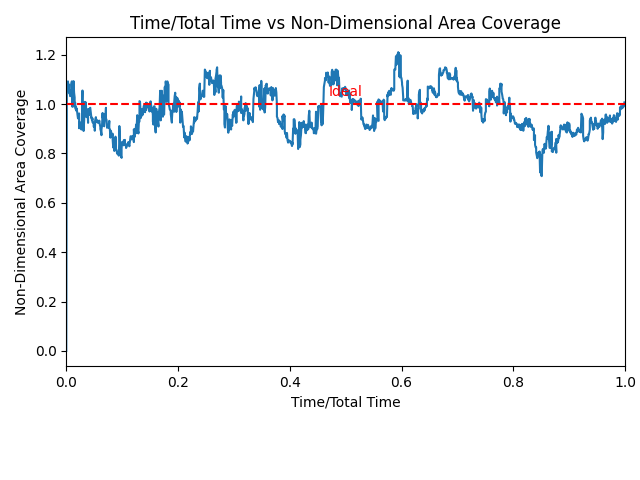 Time/Total Time vs Non-Dimensional Area Coverage
Non-Dimensional Area Coverage
1.2
1.0
0.8
0.6
0.4
0.2
0.0
Ideal
0.0 0.2 0.4 0.6 0.8 1.0
Time/Total Time